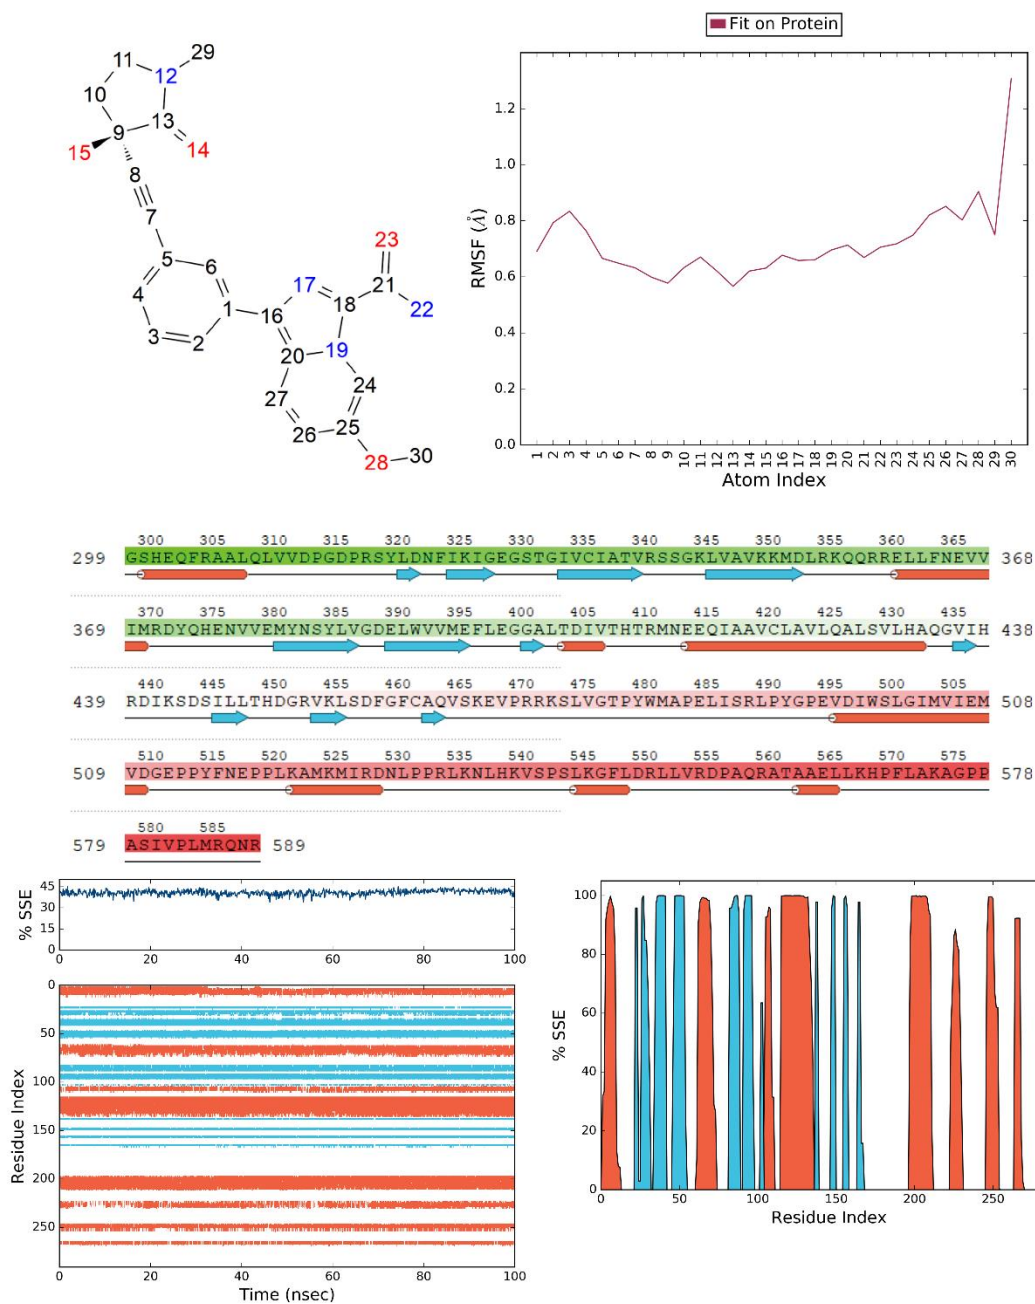 Fit on Protein
29
11
12
10
13
9
15
14
8
7
5
6
4
3
2
1
23
17
21
16
18
22
20
19
24
27
25
26
28
30
RMSF (Å)
1.2
1.0
0.8
0.6
0.4
0.2
0.0
1 2 3 4 5 6 7 8 9 10 11 12 13 14 15 16 17 18 19 20 21 22 23 24 25 26 27 28 29 30
Atom Index
300 305 310 315 320 325 330 335 340 345 350 355 360 365
299 GSHEQFRAALQLVVDPGDPRSYLDNFIKIGEGSTGIVCIATVRSSGKLVAVKKMDLRKQQRRELLFNEVV 368
370 375 380 385 390 395 400 405 410 415 420 425 430 435
369 IMRDYQHENVVEMYNSYLVGDELWVVMEFLEGGALTDIVTHTRMNEEQIAAVCLAVLQALSVLHAQGVIH 438
440 445 450 455 460 465 470 475 480 485 490 495 500 505
439 RDIKSDSILLTHDGRVKLSDFGFCAQVSKEVPRRKSLVGTPYWMAPELISRLPYGPEVDIWSLGIMVIEM 508
510 515 520 525 530 535 540 545 550 555 560 565 570 575
509 VDGEPPYFNEPPLKAMKMIRDNLPPRLKNLHKVSPSLKGFLDRLLVRDPAQRATAAELLKHPFLAKAGPP 578
580 585
579 ASIVPLMRQNR 589
% SSE
45
30
15
0
0 20 40 60 80 100
Residue Index
0
50
100
150
200
250
0 20 40 60 80 100
Time (nsec)
% SSE
100
80
60
40
20
0
0 50 100 150 200 250
Residue Index